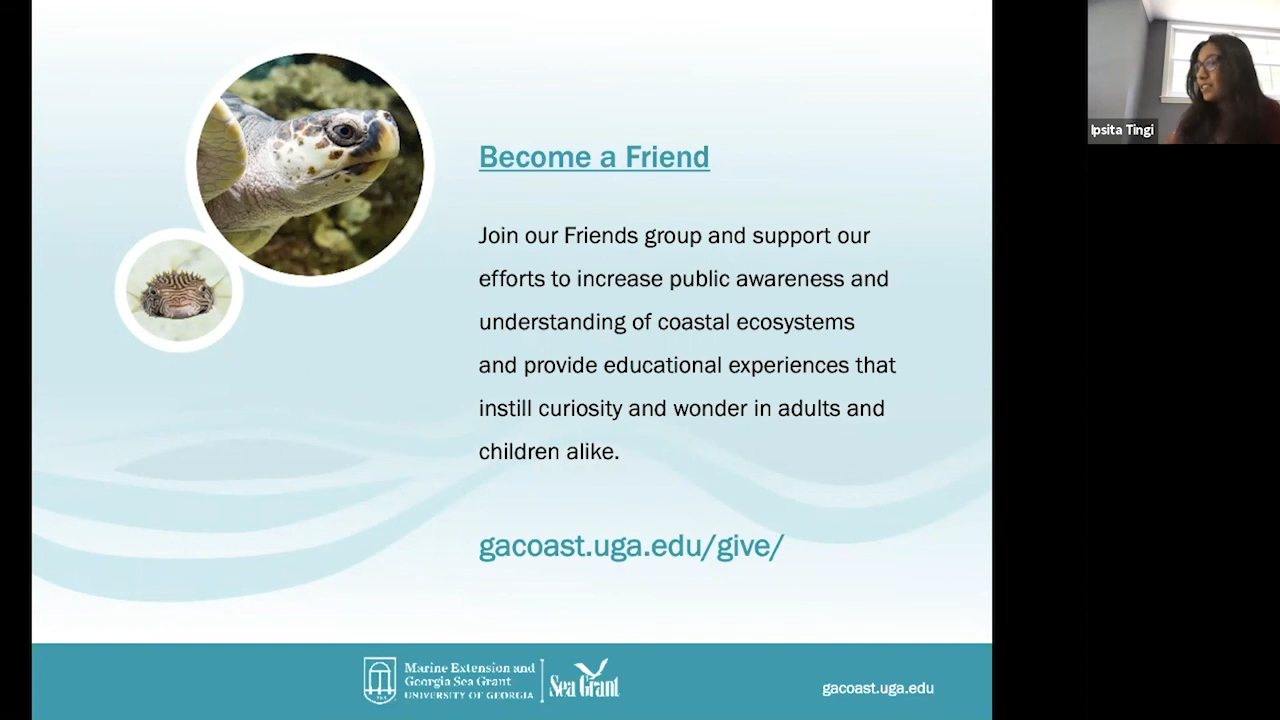 Become a Friend
Join our Friends group and support our
efforts to increase public awareness and
understanding of coastal ecosystems
and provide educational experiences that
instill curiosity and wonder in adults and
children alike.
gacoast.uga.edu/give/
Marine Extension and
Georgia Sea Grant
UNIVERSITY OF GEORGIA
Sea Grant
gacoast.uga.edu
Ipsita Tingi